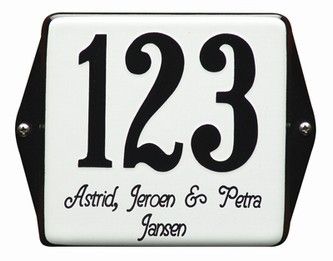 123
Astrid, Jeroen & Petra
Jansen